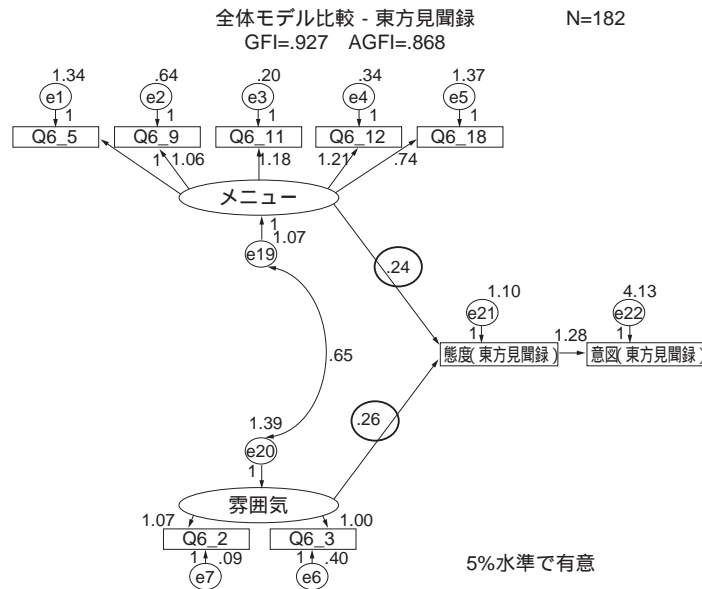 全体モデル比較 - 東方見聞録 N=182
GFI=.927 AGFI=.868
1.34 .64 .20 .34 1.37
e1 e2 e3 e4 e5
1 1 1 1 1
Q6_5 Q6_9 Q6_11 Q6_12 Q6_18
1 1.06 1.18 1.21 .74
メニュー
1
1.07
e19
.24
1.10 4.13
e21 e22
1 1.28 1
.65 態度(東方見聞録) 意図(東方見聞録)
.26
1.39
e20
1
雰囲気
1.07 1.00
Q6_2 Q6_3
1 .09 1 .40
e7 e6
5%水準で有意